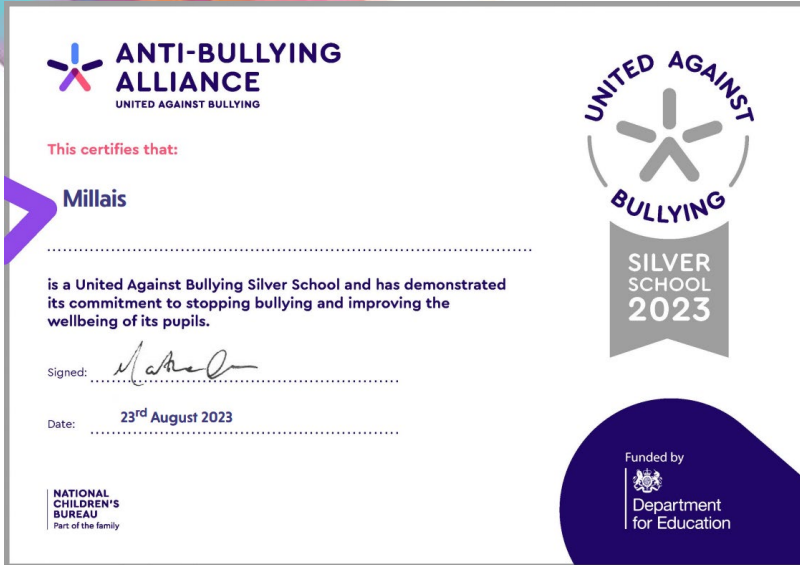 ANTI-BULLYING
ALLIANCE
UNITED AGAINST BULLYING
This certifies that:
Millais
is a United Against Bullying Silver School and has demonstrated
its commitment to stopping bullying and improving the
wellbeing of its pupils.
Signed:
Date: 23rd August 2023
NATIONAL
CHILDREN'S
BUREAU
Part of the family
UNITED AGAINST
BULLYING
SILVER
SCHOOL
2023
Funded by
Department
for Education